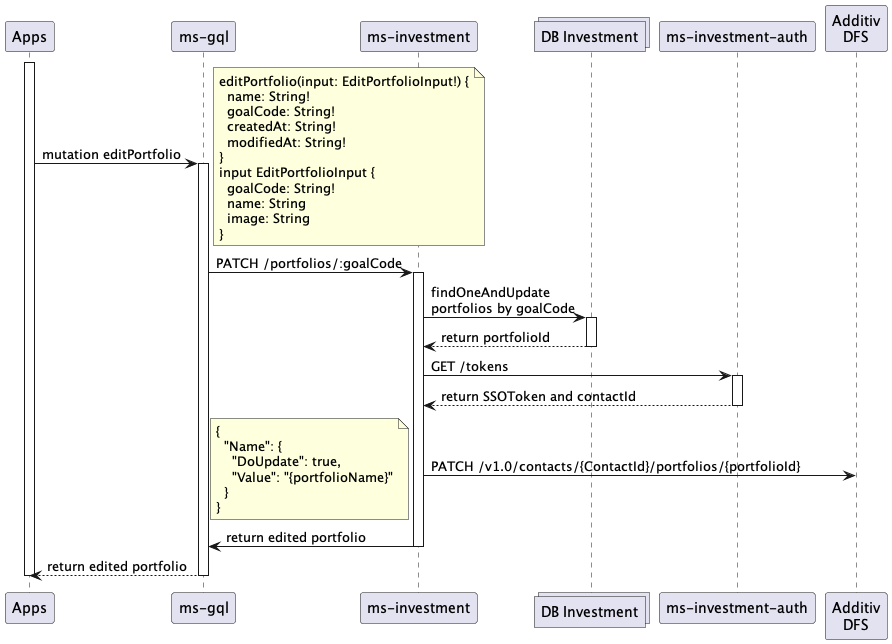 Apps
ms-gql
ms-investment
DB Investment
ms-investment-auth
Additiv
DFS
editPortfolio(input: EditPortfolioInput!) {
name: String!
goalCode: String!
createdAt: String!
modifiedAt: String!
}
input EditPortfolioInput {
goalCode: String!
name: String
image: String
}
mutation editPortfolio
PATCH /portfolios/:goalCode
findOneAndUpdate
portfolios by goalCode
return portfolioId
GET /tokens
return SSOToken and contactId
{
"Name": {
"DoUpdate": true,
"Value": "{portfolioName}"
}
}
PATCH /v1.0/contacts/{ContactId}/portfolios/{portfolioId}
return edited portfolio
return edited portfolio
Apps
ms-gql
ms-investment
DB Investment
ms-investment-auth
Additiv
DFS